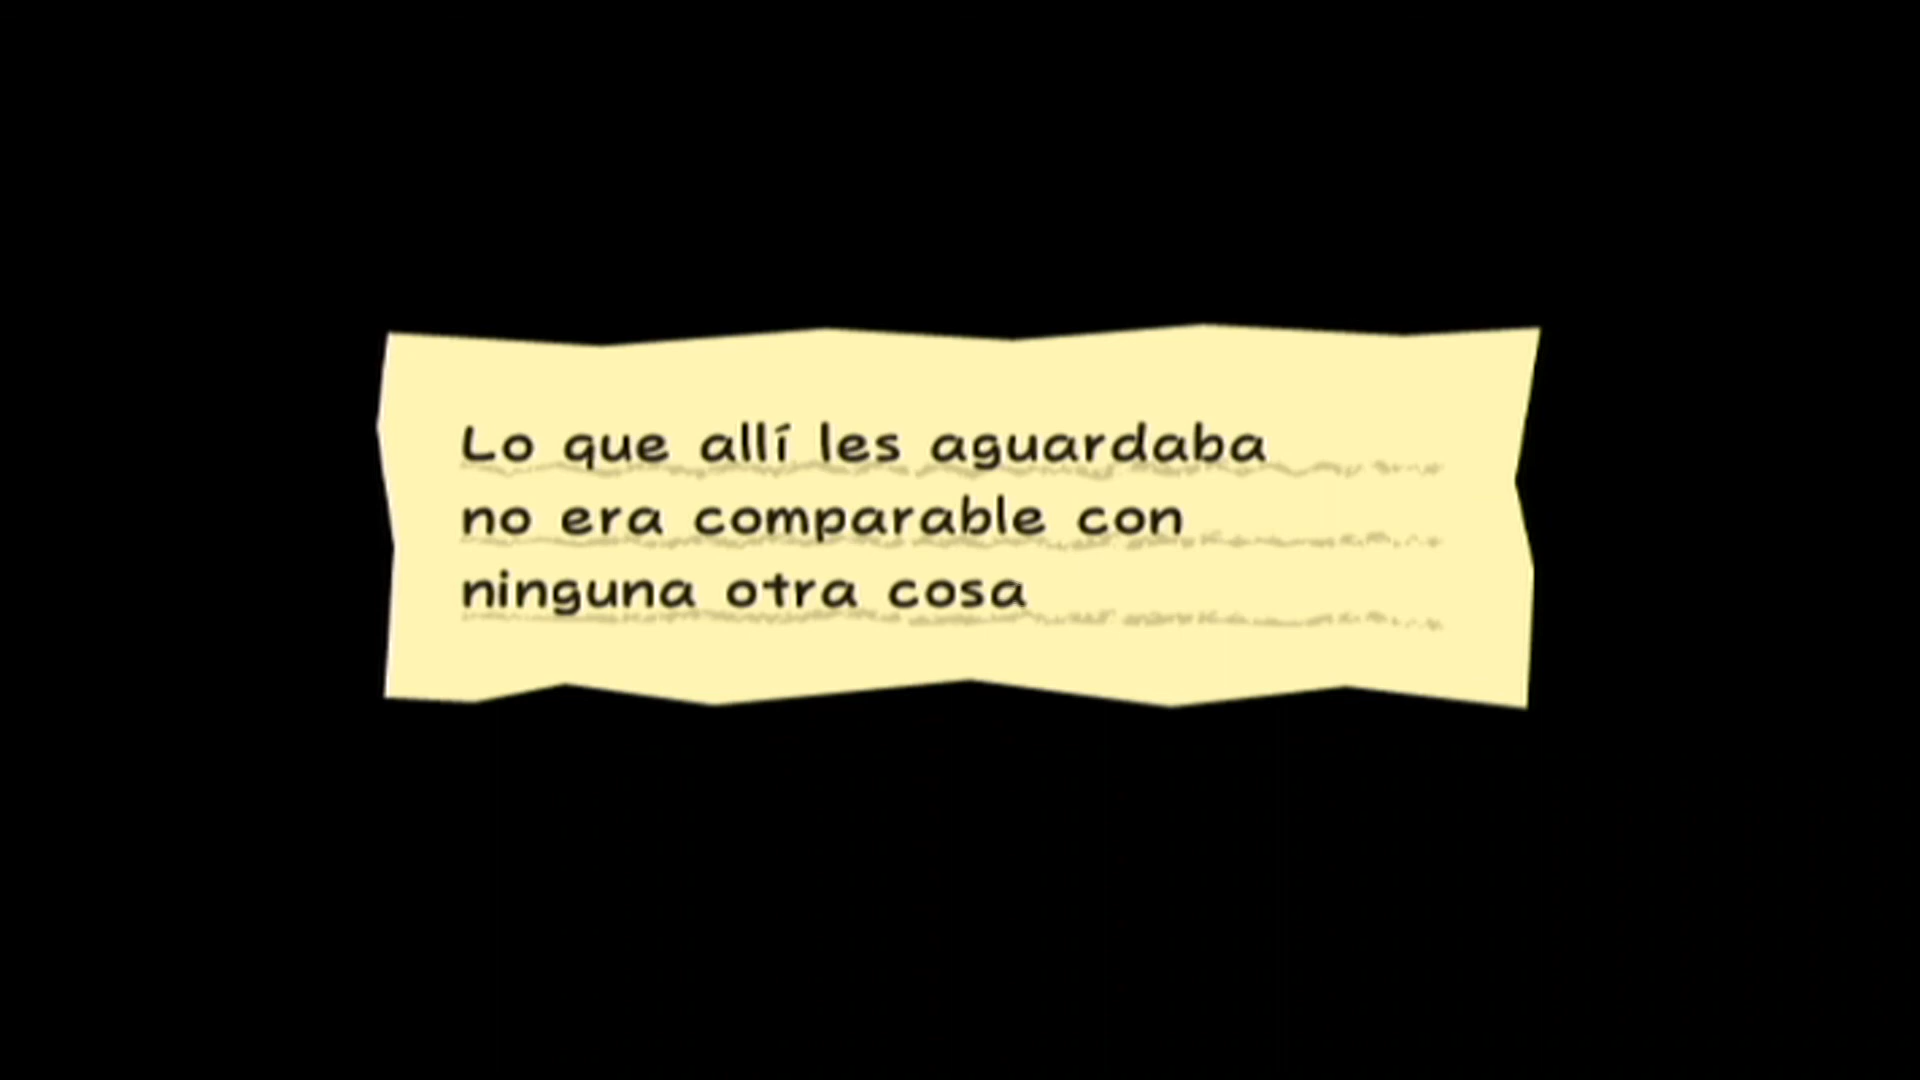 Lo que allí les aguardaba
no era comparable con
ninguna otra cosa